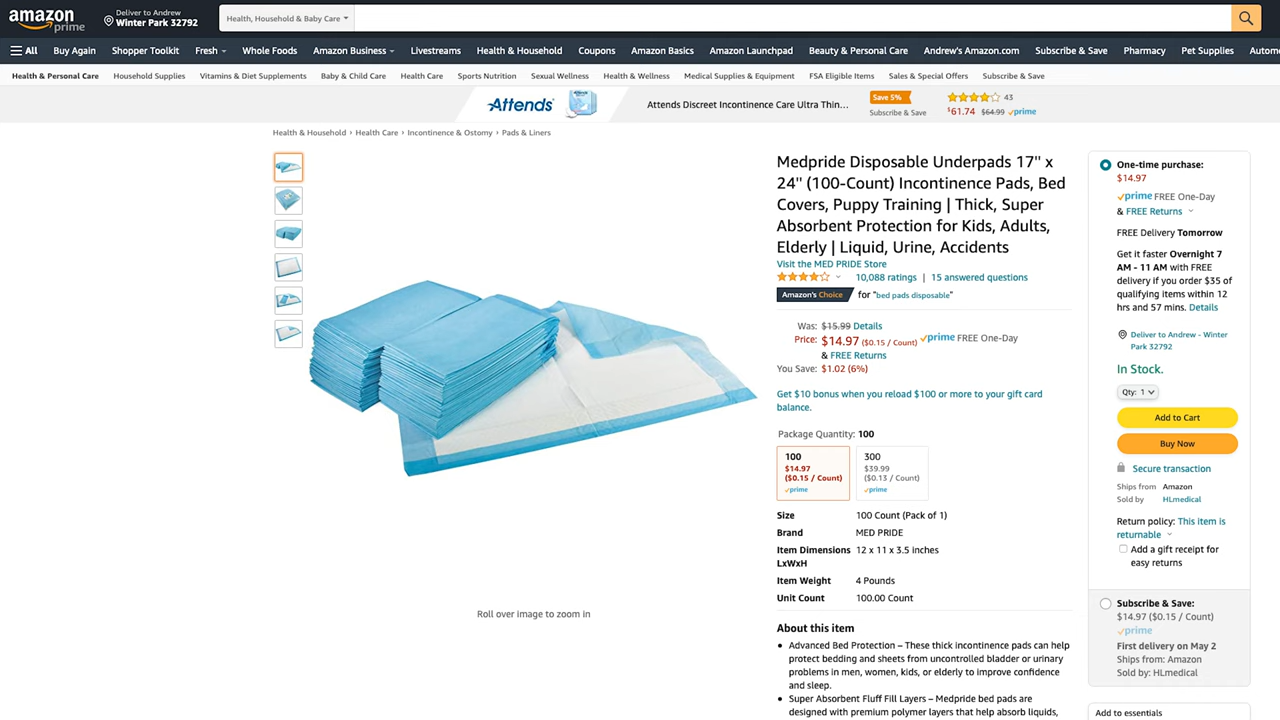 amazon
prime
Deliver to Andrew
Winter Park 32792
Health, Household & Baby Care
All
Buy Again
Shopper Toolkit
Fresh
Whole Foods
Amazon Business
Livestreams
Health & Household
Coupons
Amazon Basics
Amazon Launchpad
Beauty & Personal Care
Andrew's Amazon.com
Subscribe & Save
Pharmacy
Pet Supplies
Autom
Health & Personal Care
Household Supplies
Vitamins & Diet Supplements
Baby & Child Care
Health Care
Sports Nutrition
Sexual Wellness
Health & Wellness
Medical Supplies & Equipment
FSA Eligible Items
Sales & Special Offers
Subscribe & Save
Attends
Attends Discreet Incontinence Care Ultra Thin...
Save 5%
Subscribe & Save
43
$61.74 $64.99 prime
Health & Household › Health Care › Incontinence & Ostomy › Pads & Liners
Medpride Disposable Underpads 17'' x
24'' (100-Count) Incontinence Pads, Bed
Covers, Puppy Training | Thick, Super
Absorbent Protection for Kids, Adults,
Elderly | Liquid, Urine, Accidents
Visit the MED PRIDE Store
10,088 ratings | 15 answered questions
Amazon's Choice for "bed pads disposable"
Was: $15.99 Details
Price: $14.97 ($0.15 / Count) prime FREE One-Day
& FREE Returns
You Save: $1.02 (6%)
Get $10 bonus when you reload $100 or more to your gift card
balance.
Package Quantity: 100
100
$14.97
($0.15 / Count)
prime
300
$39.99
($0.13 / Count)
prime
Size 100 Count (Pack of 1)
Brand MED PRIDE
Item Dimensions 12 x 11 x 3.5 inches
LxWxH
Item Weight 4 Pounds
Unit Count 100.00 Count
About this item
• Advanced Bed Protection – These thick incontinence pads can help
protect bedding and sheets from uncontrolled bladder or urinary
problems in men, women, kids, or elderly to improve confidence
and sleep.
• Super Absorbent Fluff Fill Layers – Medpride bed pads are
designed with premium polymer layers that help absorb liquids,
Roll over image to zoom in
One-time purchase:
$14.97
prime FREE One-Day
& FREE Returns
FREE Delivery Tomorrow
Get it faster Overnight 7
AM - 11 AM with FREE
delivery if you order $35 of
qualifying items within 12
hrs and 57 mins. Details
Deliver to Andrew - Winter
Park 32792
In Stock.
Qty: 1
Add to Cart
Buy Now
Secure transaction
Ships from Amazon
Sold by HLmedical
Return policy: This item is
returnable
Add a gift receipt for
easy returns
Subscribe & Save:
$14.97 ($0.15 / Count)
prime
First delivery on May 2
Ships from: Amazon
Sold by: HLmedical
Add to essentials